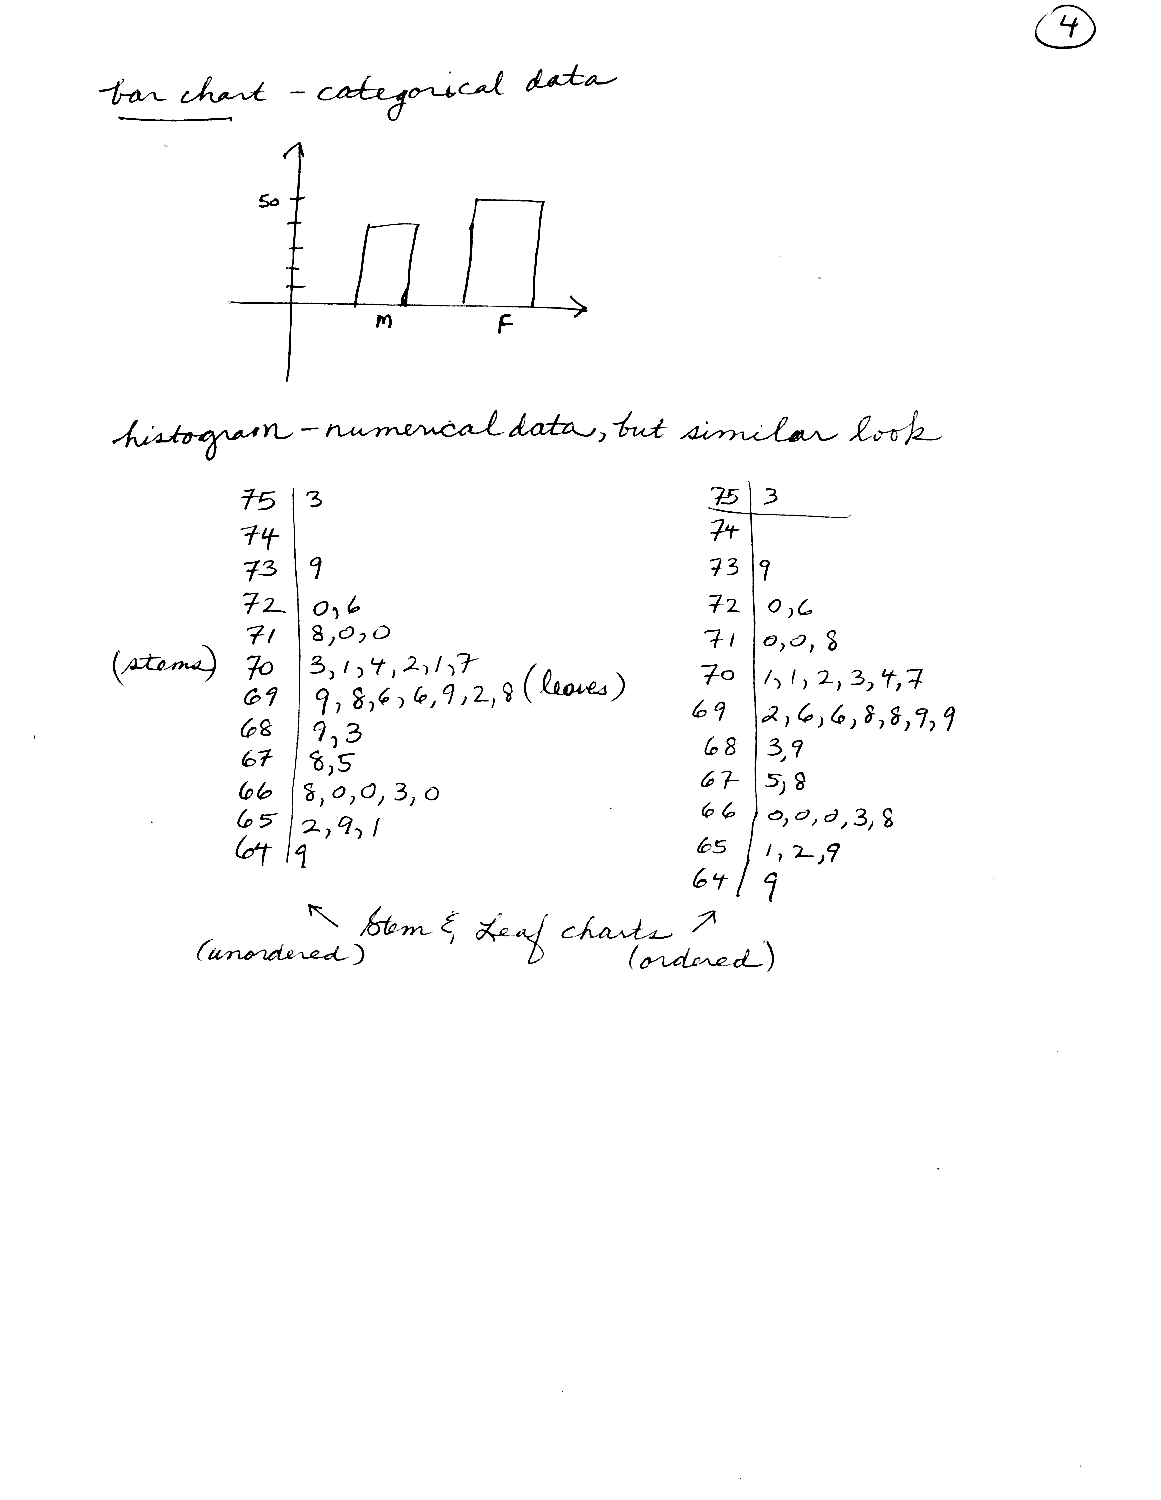 4
bar chart – categorical data
50
M F
histogram – numerical data, but similar look
75 | 3
74 |
73 | 9
72 | 0,6
71 | 8,0,0
(stems) 70 | 3,1,4,2,1,7
69 | 9,8,6,6,9,2,8 (leaves)
68 | 9,3
67 | 8,5
66 | 8,0,0,3,0
65 | 2,9,1
64 | 9
75 | 3
74 |
73 | 9
72 | 0,6
71 | 0,0,8
70 | 1,1,2,3,4,7
69 | 2,6,6,8,8,9,9
68 | 3,9
67 | 5,8
66 | 0,0,0,3,8
65 | 1,2,9
64 | 9
Stem & Leaf charts
(unordered) (ordered)